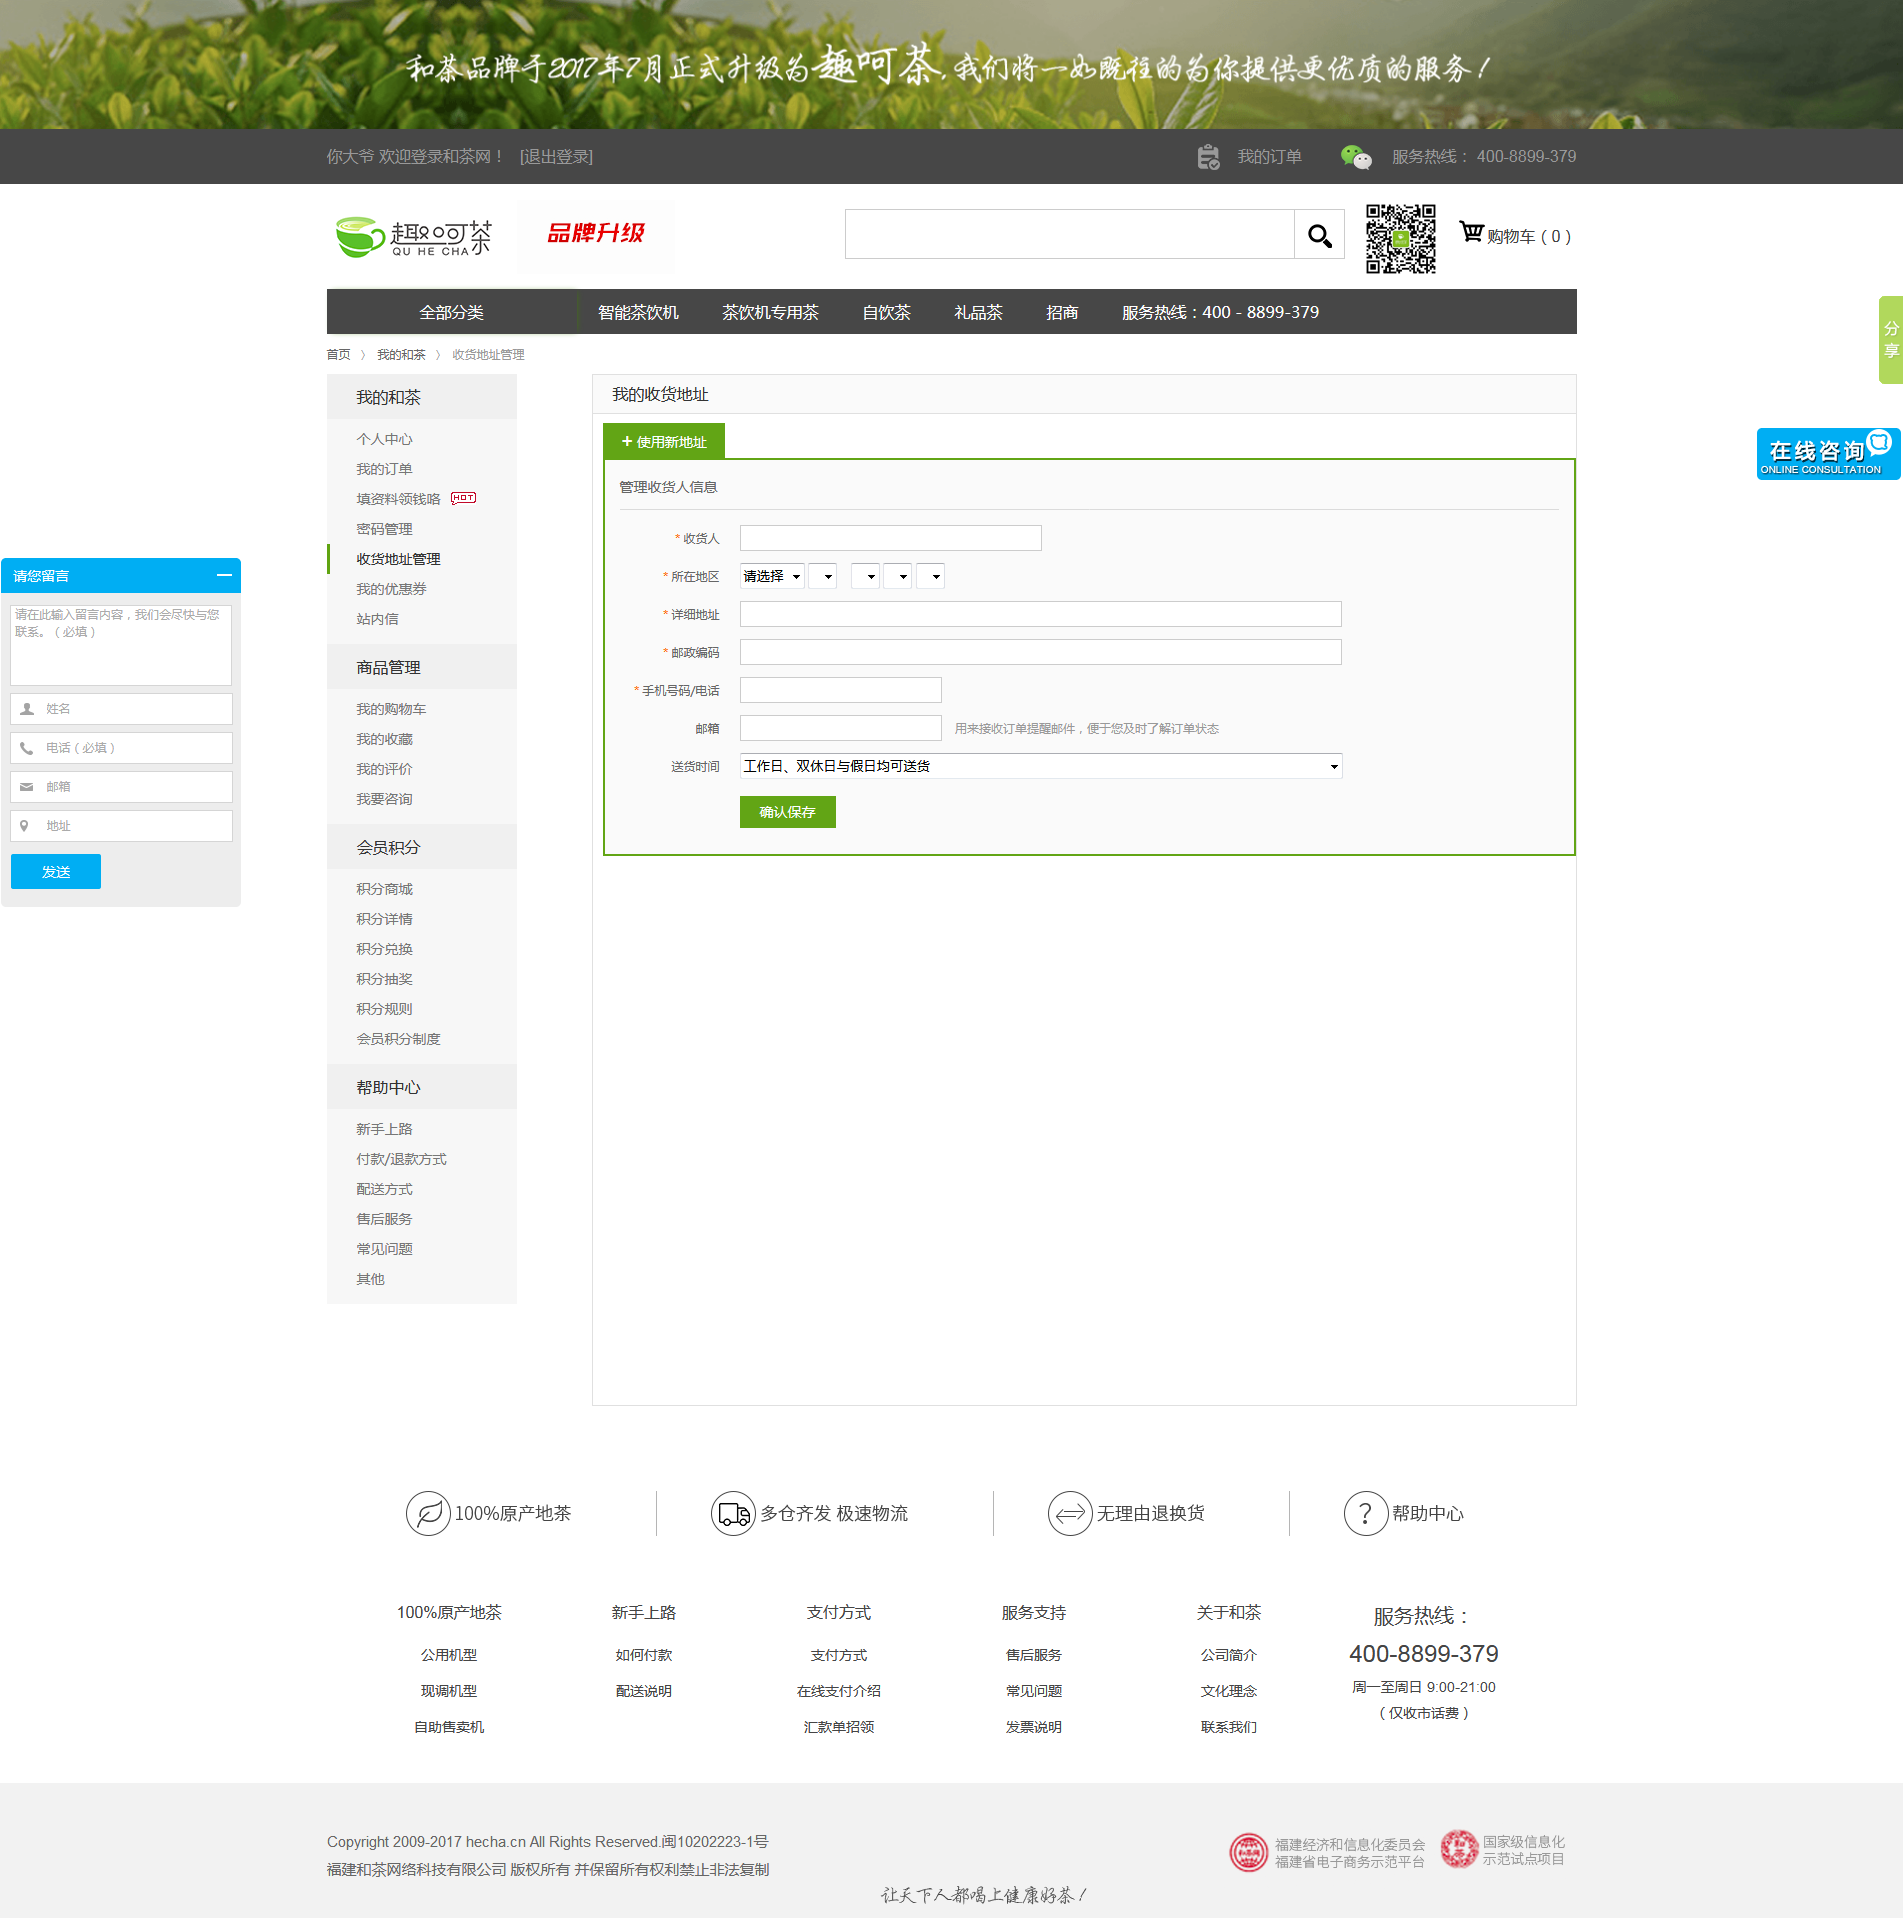 和茶品牌于2017年7月正式升级为趣呵茶,我们将一如既往的为你提供更优质的服务!
你大爷 欢迎登录和茶网！ [退出登录]
我的订单
服务热线： 400-8899-379
趣呵茶
QU HE CHA
品牌升级
购物车（0）
全部分类
智能茶饮机
茶饮机专用茶
自饮茶
礼品茶
招商
服务热线：400 - 8899-379
首页 〉 我的和茶 〉 收货地址管理
分享
在线咨询
ONLINE CONSULTATION
我的和茶
个人中心
我的订单
填资料领钱咯 HOT
密码管理
收货地址管理
我的优惠券
站内信
商品管理
我的购物车
我的收藏
我的评价
我要咨询
会员积分
积分商城
积分详情
积分兑换
积分抽奖
积分规则
会员积分制度
帮助中心
新手上路
付款/退款方式
配送方式
售后服务
常见问题
其他
请您留言
请在此输入留言内容，我们会尽快与您
联系。（必填）
姓名
电话（必填）
邮箱
地址
发送
我的收货地址
+ 使用新地址
管理收货人信息
* 收货人
* 所在地区 请选择
* 详细地址
* 邮政编码
* 手机号码/电话
邮箱 用来接收订单提醒邮件，便于您及时了解订单状态
送货时间 工作日、双休日与假日均可送货
确认保存
100%原产地茶
多仓齐发 极速物流
无理由退换货
? 帮助中心
100%原产地茶
公用机型
现调机型
自助售卖机
新手上路
如何付款
配送说明
支付方式
支付方式
在线支付介绍
汇款单招领
服务支持
售后服务
常见问题
发票说明
关于和茶
公司简介
文化理念
联系我们
服务热线：
400-8899-379
周一至周日 9:00-21:00
（仅收市话费）
Copyright 2009-2017 hecha.cn All Rights Reserved.闽10202223-1号
福建和茶网络科技有限公司 版权所有 并保留所有权利禁止非法复制
福建经济和信息化委员会
福建省电子商务示范平台
国家级信息化
示范试点项目
让天下人都喝上健康好茶!